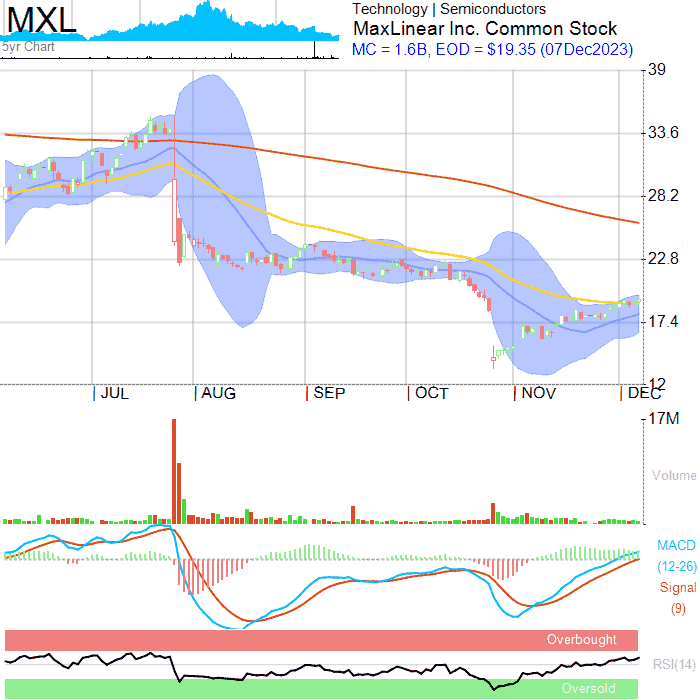 MXL
5yr Chart
Technology | Semiconductors
MaxLinear Inc. Common Stock
MC = 1.6B, EOD = $19.35 (07Dec2023)
39
33.6
28.2
22.8
17.4
12
JUL AUG SEP OCT NOV DEC
17M
Volume
MACD
(12-26)
Signal
(9)
Overbought
RSI(14)
Oversold